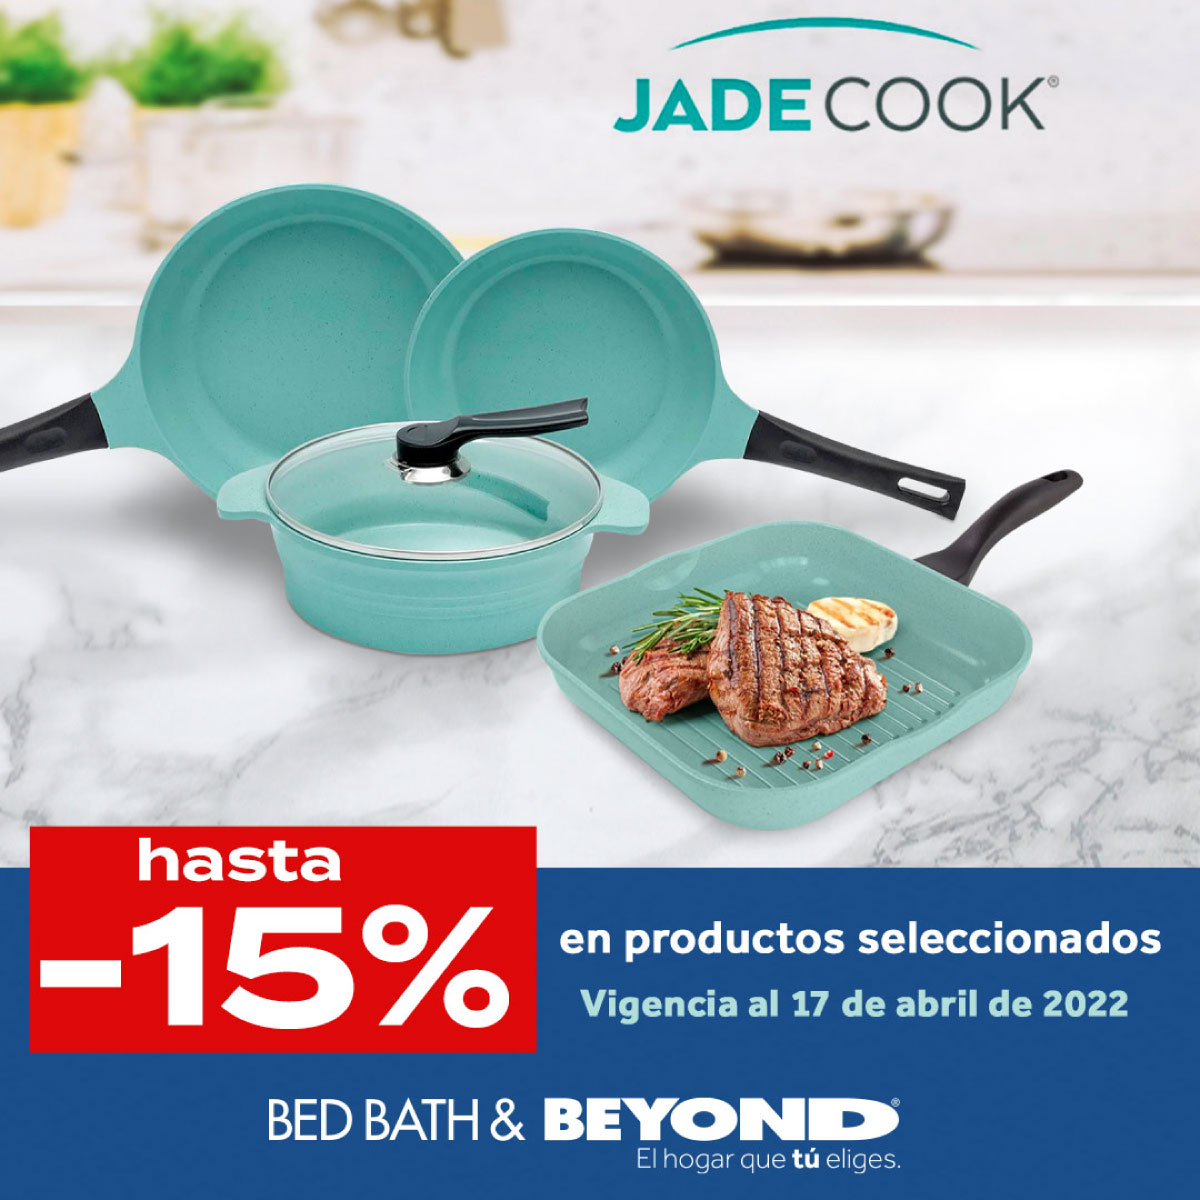 JADE COOK®
hasta
-15%
en productos seleccionados
Vigencia al 17 de abril de 2022
BED BATH & BEYOND®
El hogar que tú eliges.